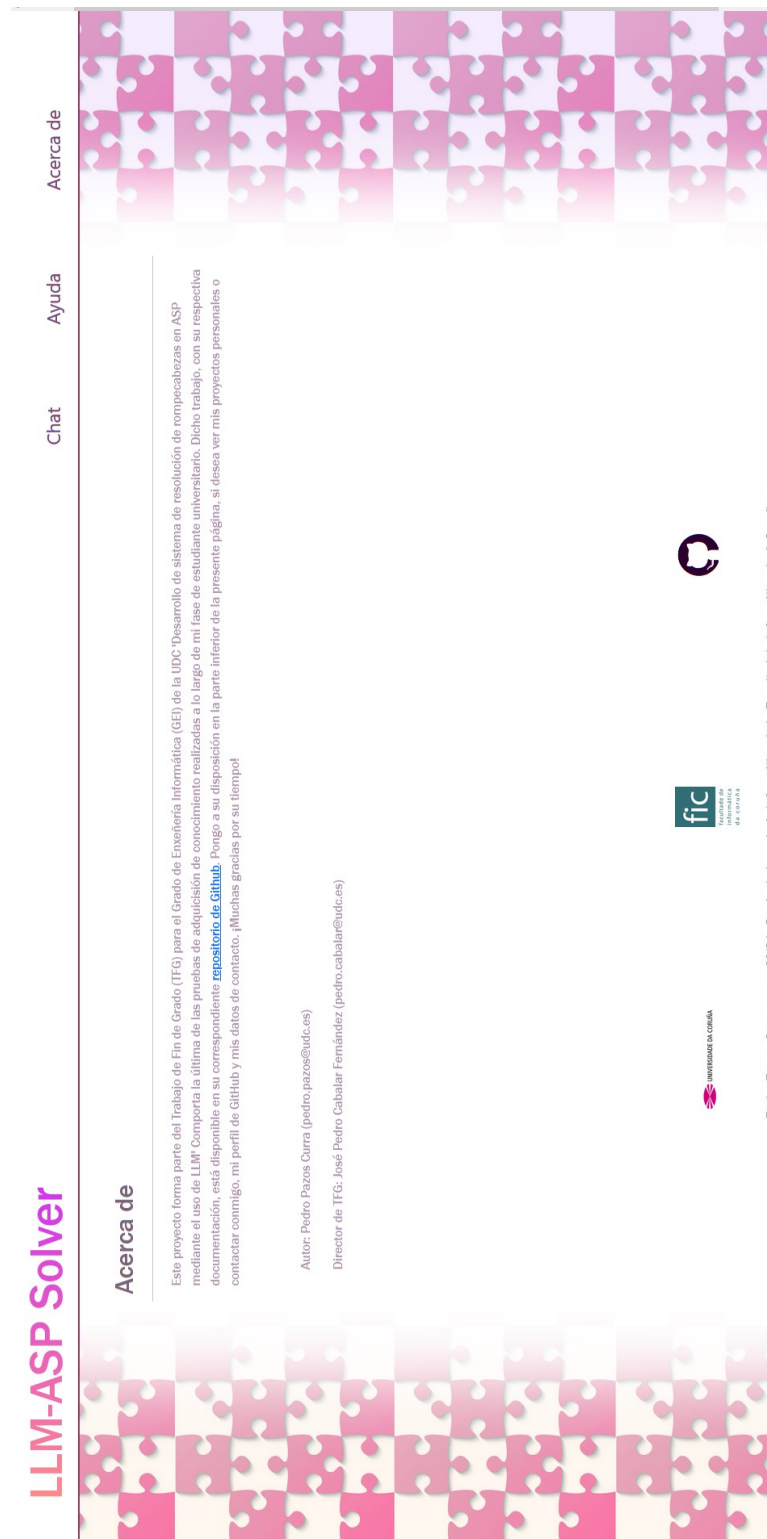 LLM-ASP Solver
Chat
Ayuda
Acerca de
Acerca de
Este proyecto forma parte del Trabajo de Fin de Grado (TFG) para el Grado de Enxeñería Informática (GEI) de la UDC 'Desarrollo de sistema de resolución de rompecabezas en ASP
mediante el uso de LLM' Comporta la última de las pruebas de adquicisión de conocimiento realizadas a lo largo de mi fase de estudiante universitario. Dicho trabajo, con su respectiva
documentación, está disponible en su correspondiente repositorio de Github. Pongo a su disposición en la parte inferior de la presente página, si desea ver mis proyectos personales o
contactar conmigo, mi perfil de GitHub y mis datos de contacto. ¡Muchas gracias por su tiempo!
Autor: Pedro Pazos Curra (pedro.pazos@udc.es)
Director de TFG: José Pedro Cabalar Fernández (pedro.cabalar@udc.es)
UNIVERSIDADE DA CORUÑA
fic
facultade de
informática
da coruña